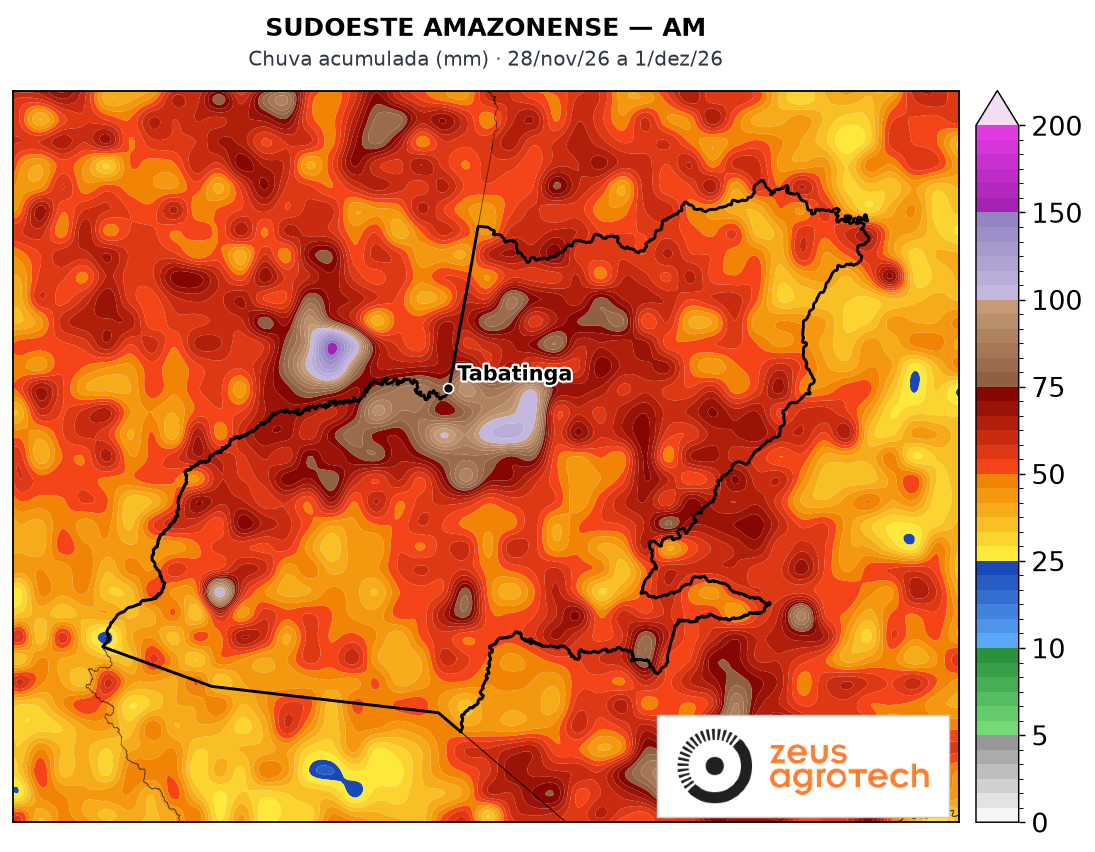 SUDOESTE AMAZONENSE — AM
Chuva acumulada (mm) · 28/nov/26 a 1/dez/26
Tabatinga
200
150
100
75
50
25
10
5
0
zeus
agrotech